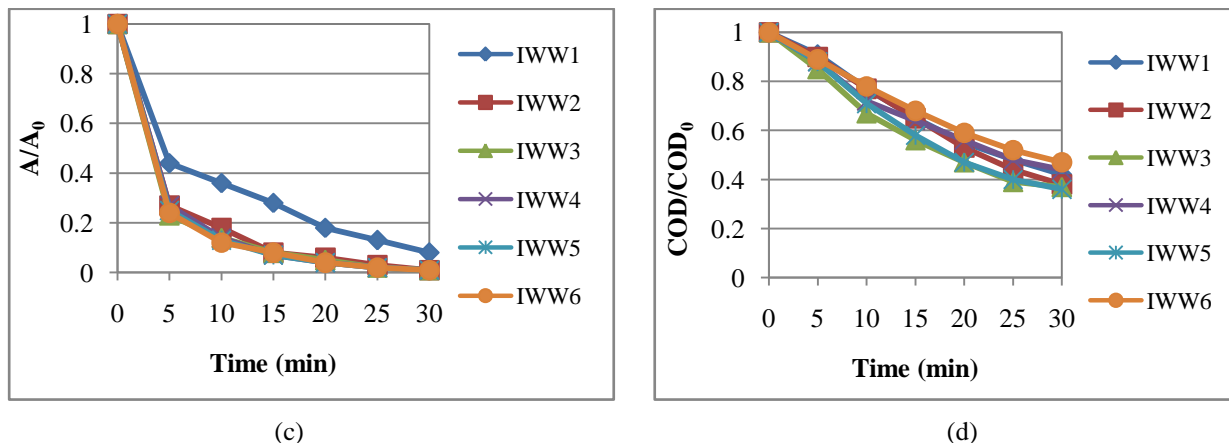 1
0.8
0.6
0.4
0.2
0
A/A0
0 5 10 15 20 25 30
Time (min)
IWW1
IWW2
IWW3
IWW4
IWW5
IWW6
(c)
1
0.8
0.6
0.4
0.2
0
COD/COD0
0 5 10 15 20 25 30
Time (min)
IWW1
IWW2
IWW3
IWW4
IWW5
IWW6
(d)